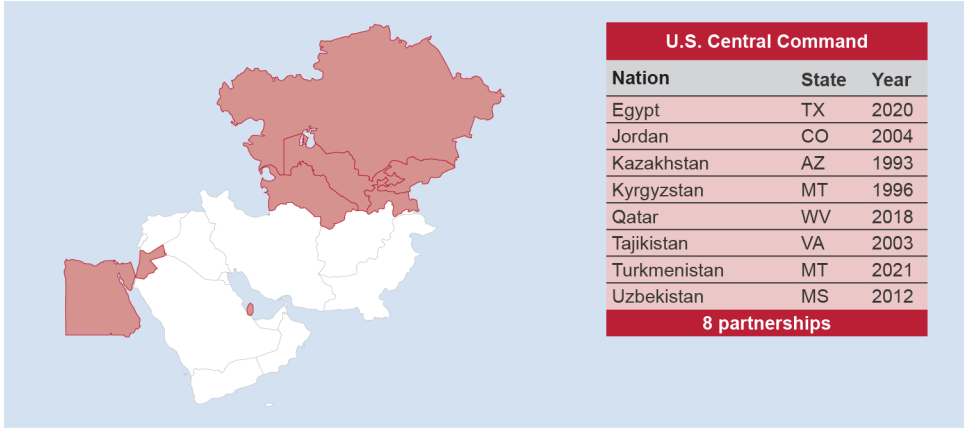 U.S. Central Command
Nation State Year
Egypt TX 2020
Jordan CO 2004
Kazakhstan AZ 1993
Kyrgyzstan MT 1996
Qatar WV 2018
Tajikistan VA 2003
Turkmenistan MT 2021
Uzbekistan MS 2012
8 partnerships